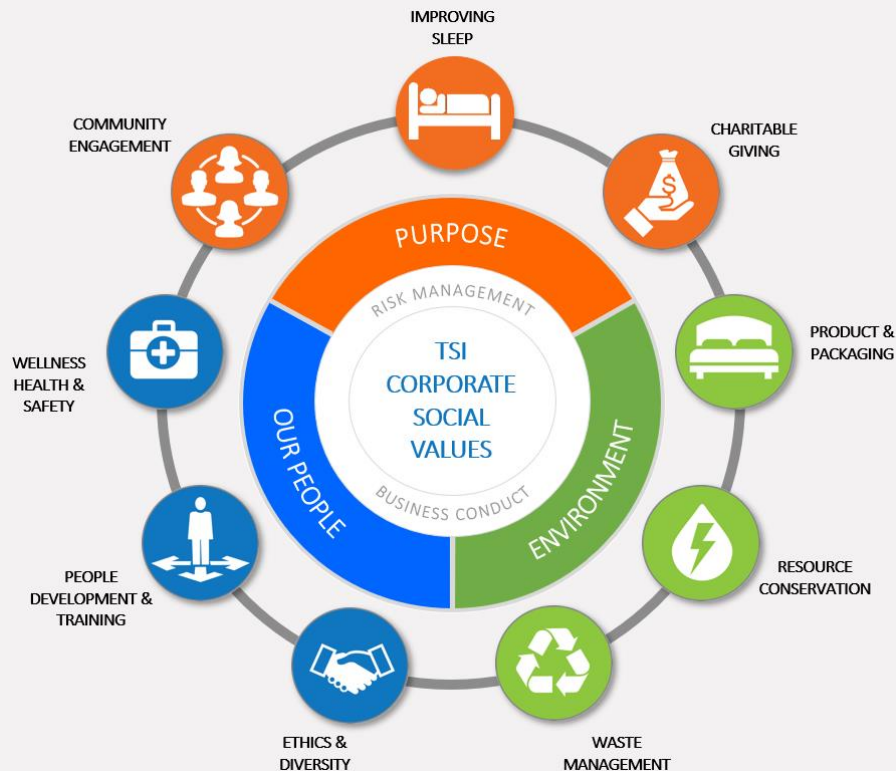 IMPROVING
SLEEP
COMMUNITY
ENGAGEMENT
CHARITABLE
GIVING
PURPOSE
RISK MANAGEMENT
TSI
CORPORATE
SOCIAL
VALUES
BUSINESS CONDUCT
OUR PEOPLE
ENVIRONMENT
$
PRODUCT &
PACKAGING
WELLNESS
HEALTH &
SAFETY
RESOURCE
CONSERVATION
PEOPLE
DEVELOPMENT &
TRAINING
ETHICS &
DIVERSITY
WASTE
MANAGEMENT